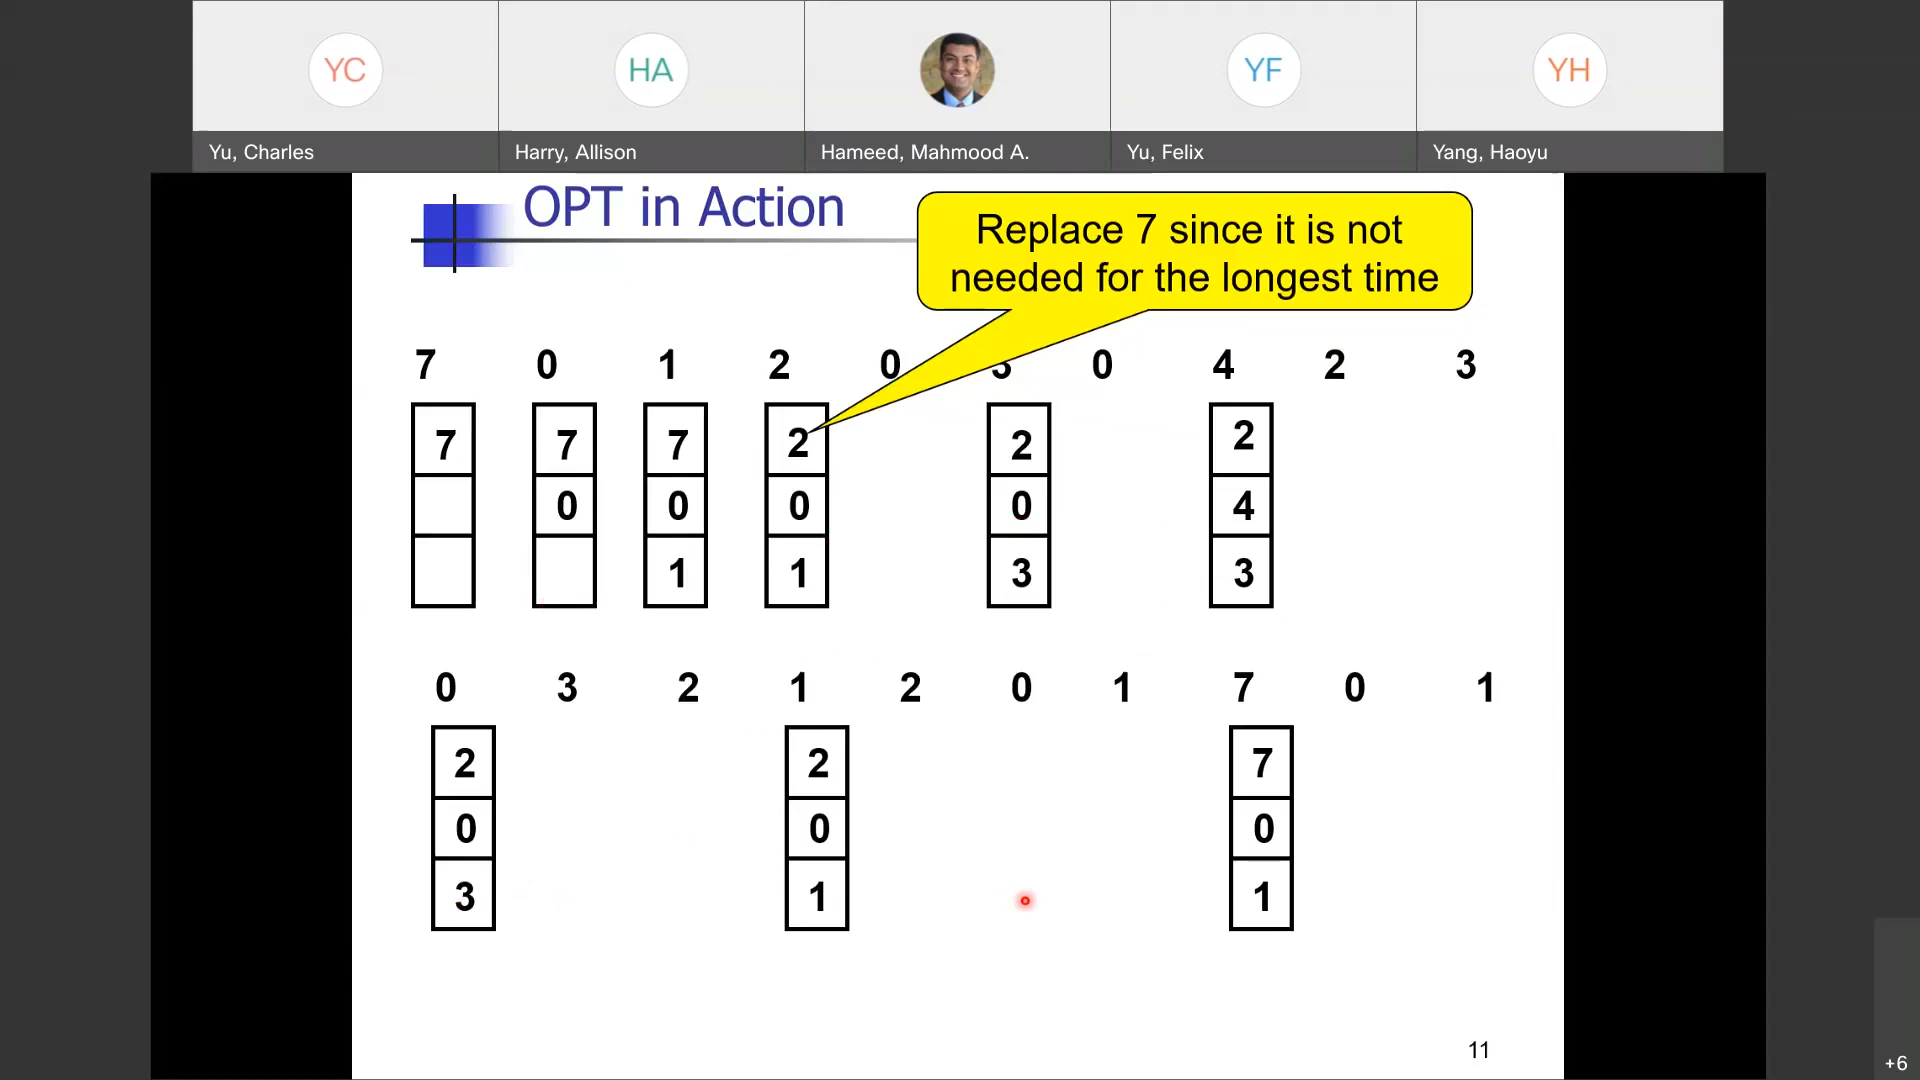 YC
HA
YF
YH
Yu, Charles
Harry, Allison
Hameed, Mahmood A.
Yu, Felix
Yang, Haoyu
OPT in Action
Replace 7 since it is not
needed for the longest time
7 0 1 2 0 3 0 4 2 3
7 7 7 2 2 2
0 0 0 0 4
1 1 3 3
0 3 2 1 2 0 1 7 0 1
2 2 7
0 0 0
3 1 1
11
+6